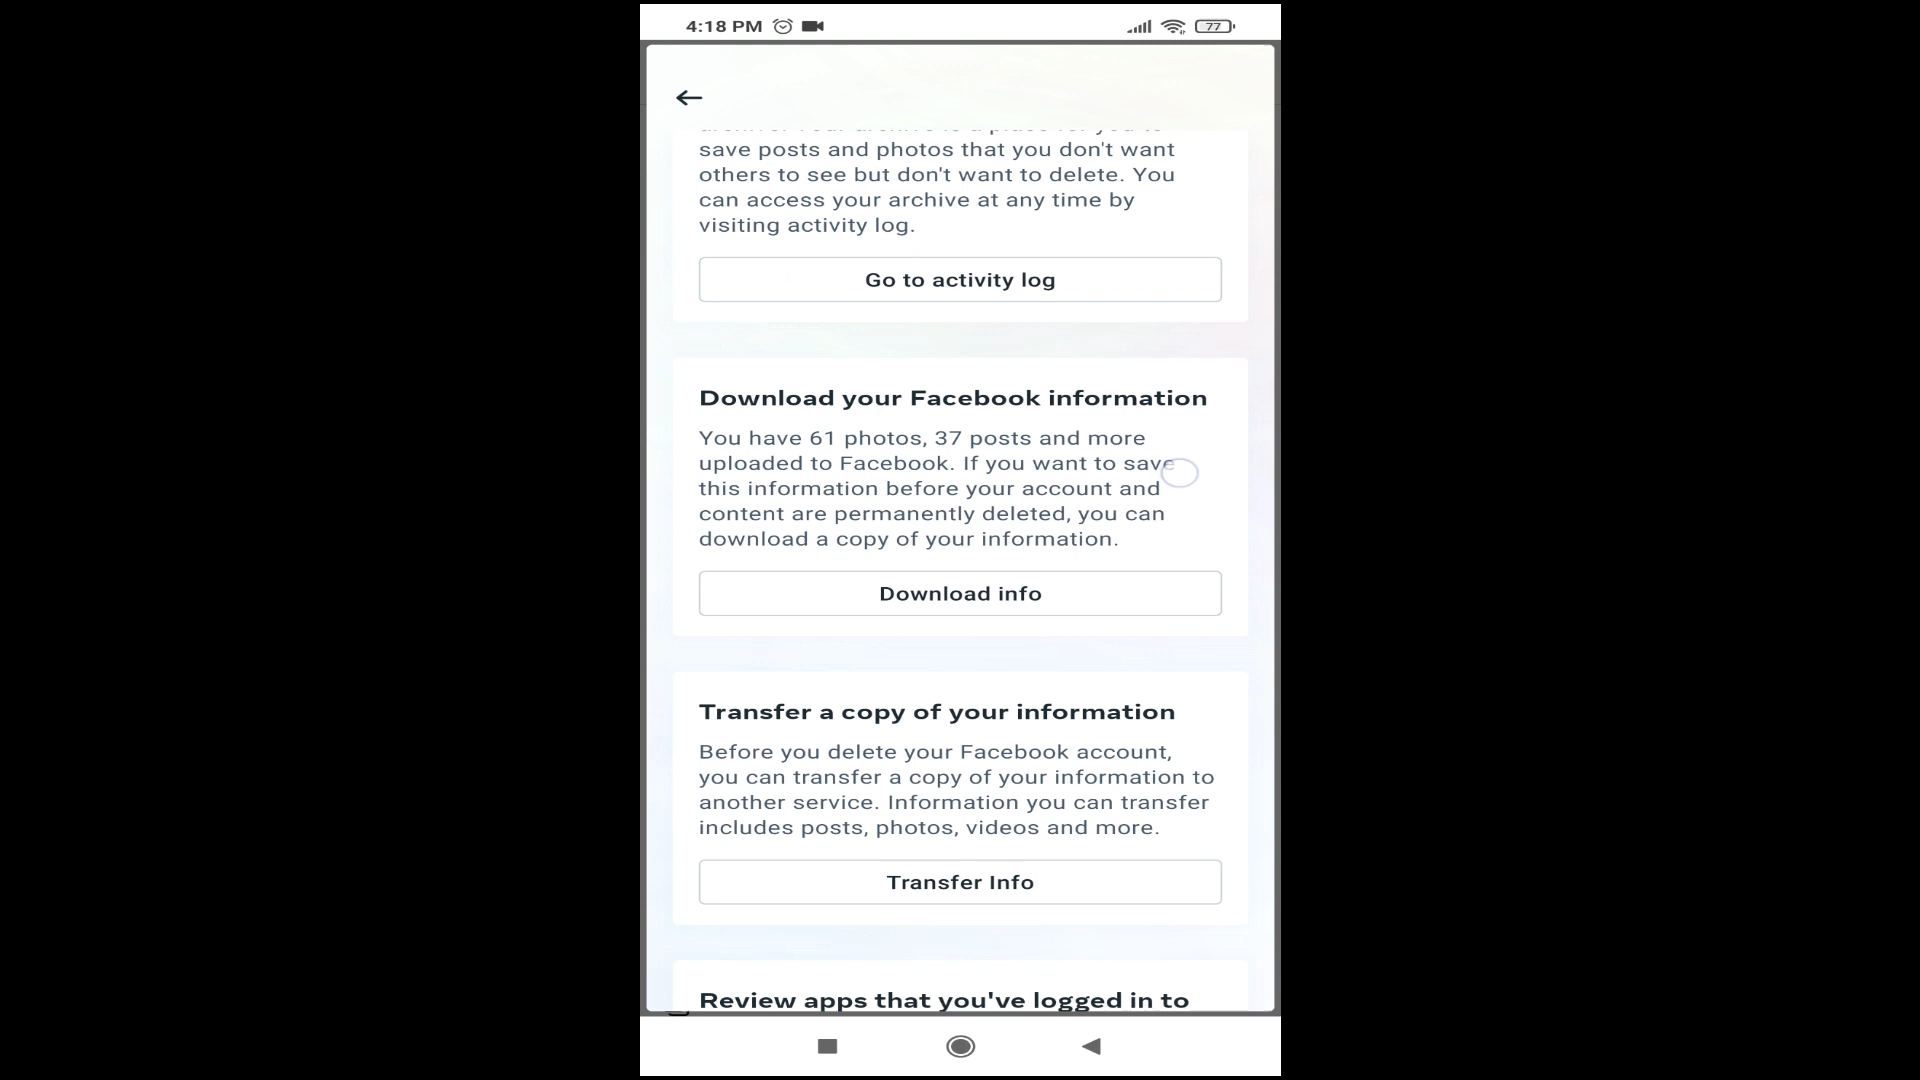 4:18 PM
77
save posts and photos that you don't want
others to see but don't want to delete. You
can access your archive at any time by
visiting activity log.
Go to activity log
Download your Facebook information
You have 61 photos, 37 posts and more
uploaded to Facebook. If you want to save
this information before your account and
content are permanently deleted, you can
download a copy of your information.
Download info
Transfer a copy of your information
Before you delete your Facebook account,
you can transfer a copy of your information to
another service. Information you can transfer
includes posts, photos, videos and more.
Transfer Info
Review apps that you've logged in to